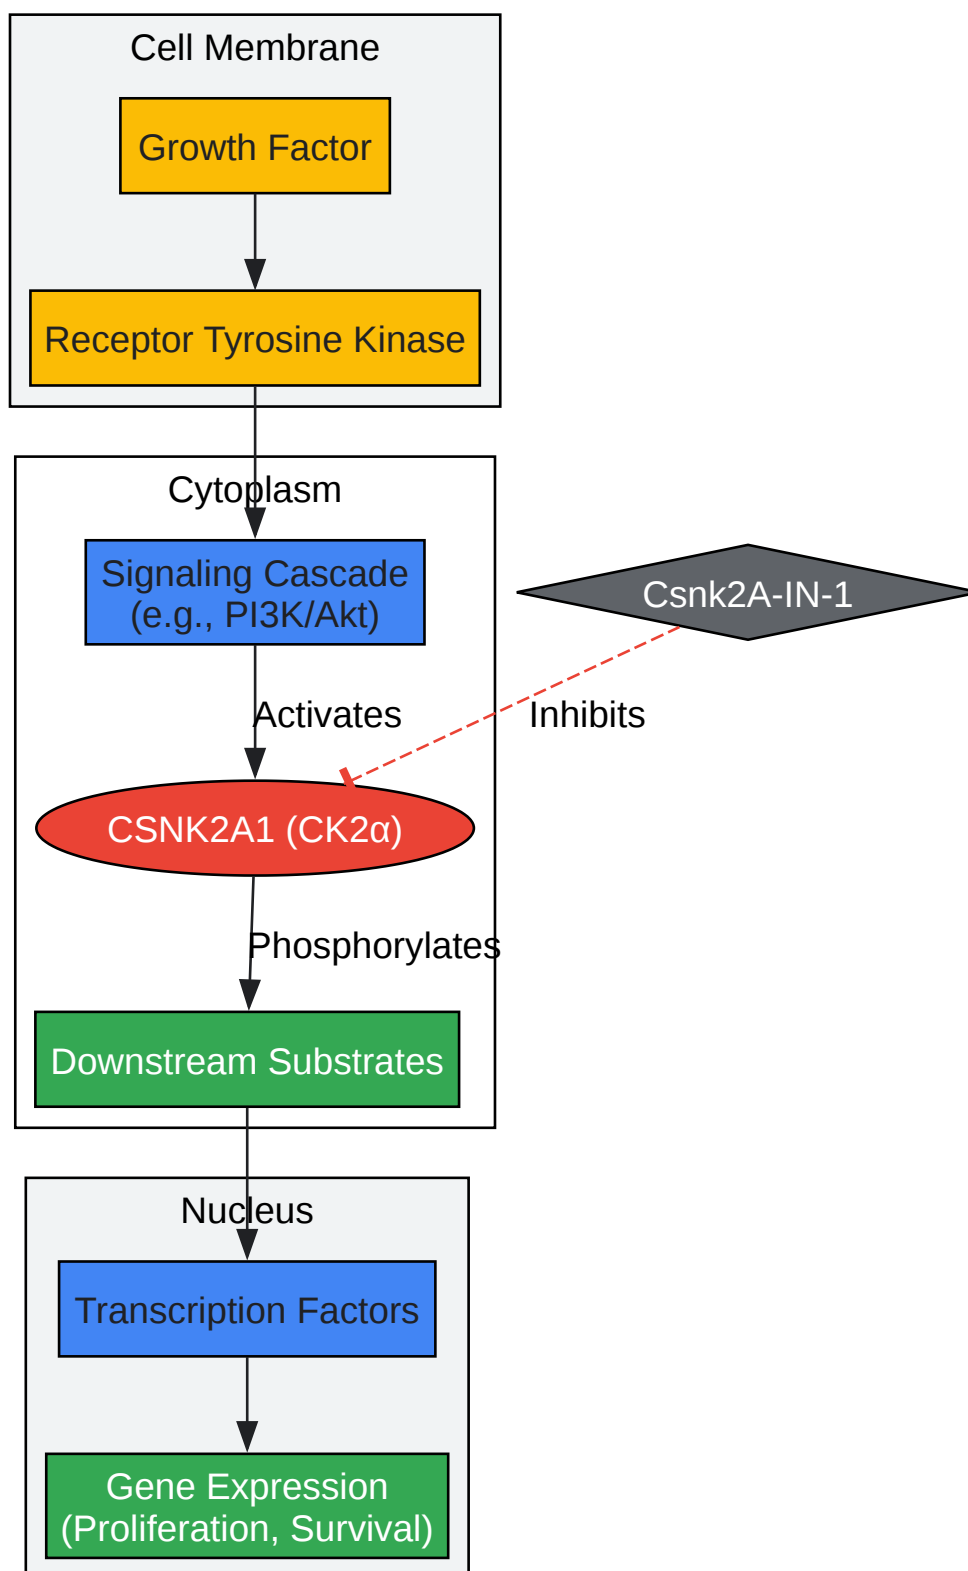 Cell Membrane
Growth Factor
Receptor Tyrosine Kinase
Cytoplasm
Signaling Cascade
(e.g., PI3K/Akt)
Csnk2A-IN-1
Activates
Inhibits
CSNK2A1 (CK2α)
Phosphorylates
Downstream Substrates
Nucleus
Transcription Factors
Gene Expression
(Proliferation, Survival)